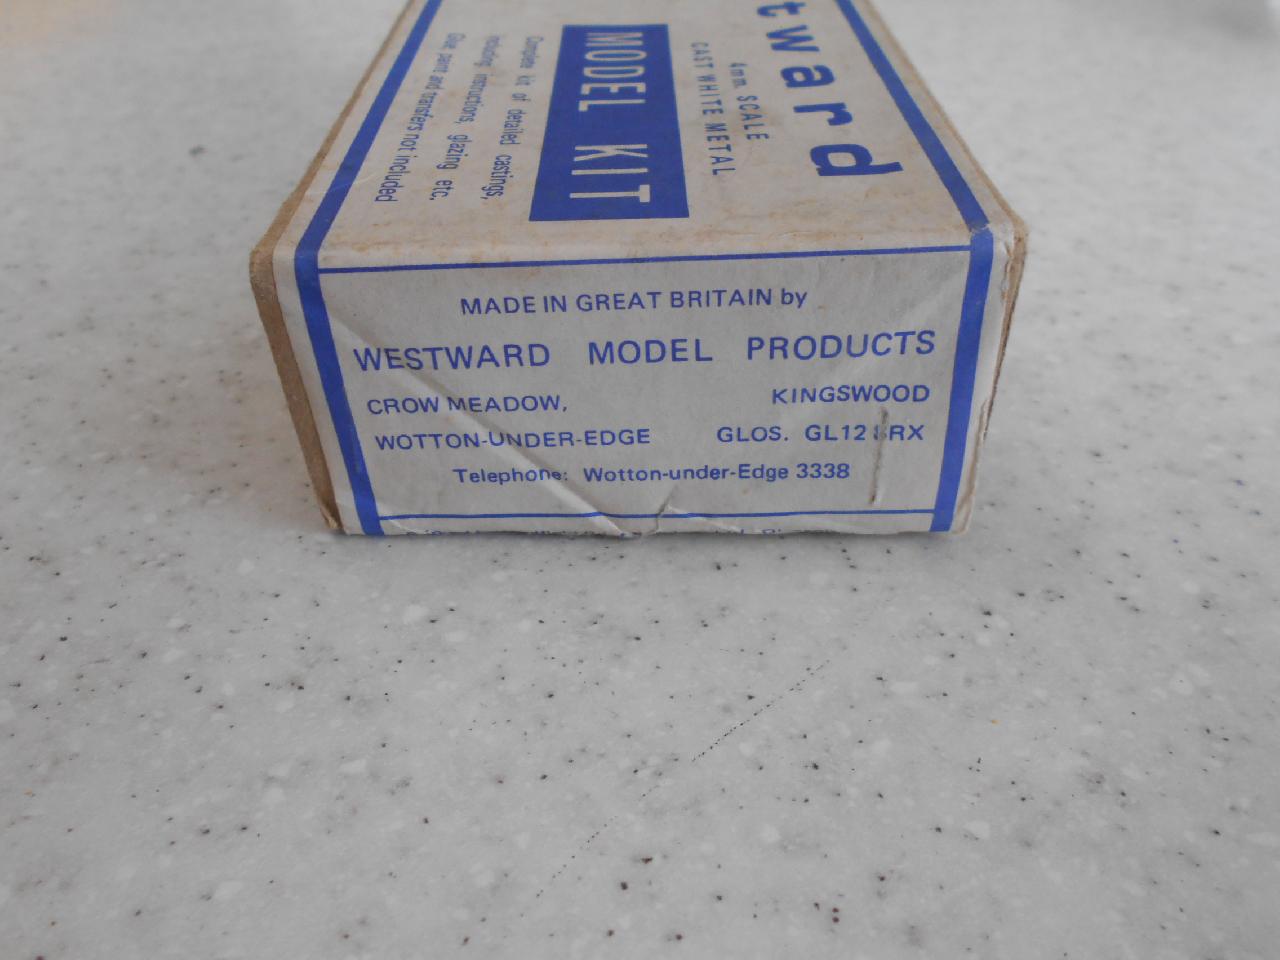 tward
4mm. SCALE
CAST WHITE METAL
MODEL KIT
Complete kit of detailed castings,
including instructions, glazing etc.
Glue, paint and transfers not included
MADE IN GREAT BRITAIN by
WESTWARD MODEL PRODUCTS
CROW MEADOW, KINGSWOOD
WOTTON-UNDER-EDGE GLOS. GL12 8RX
Telephone: Wotton-under-Edge 3338